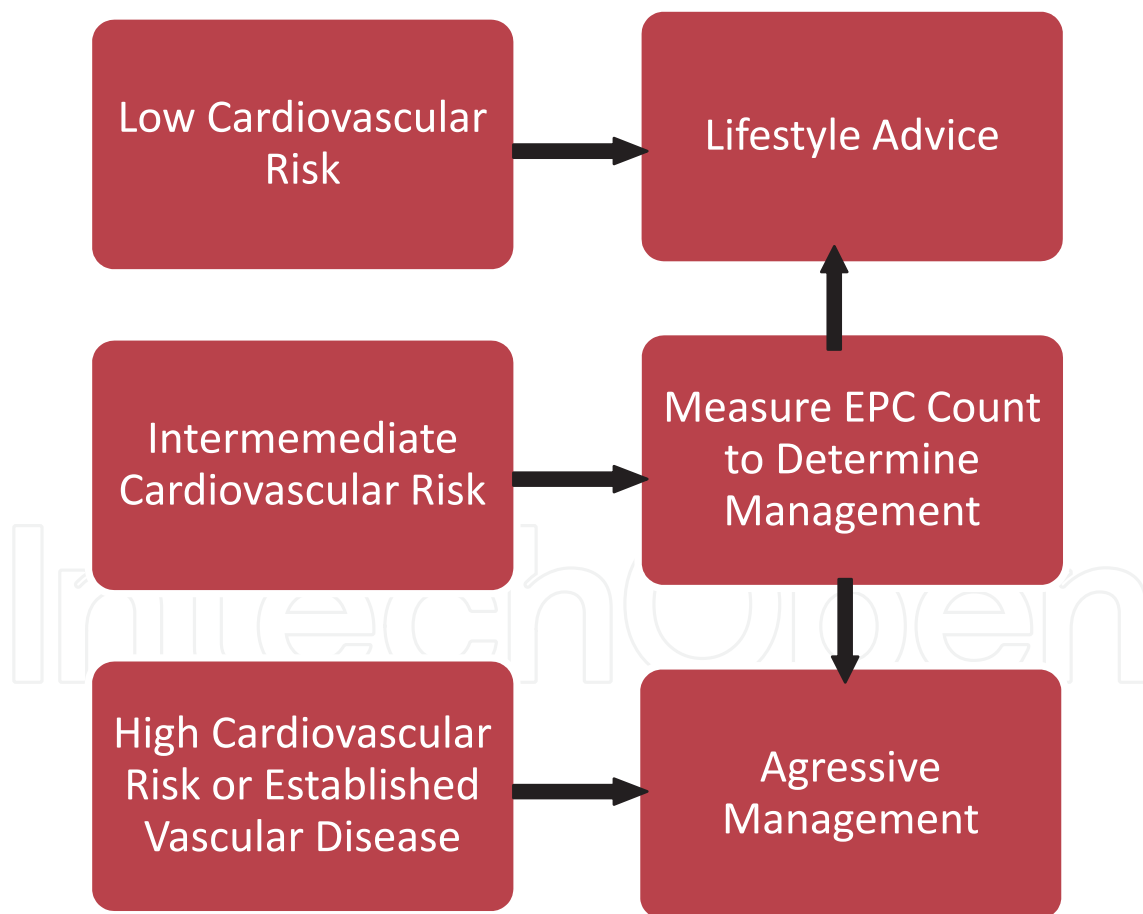 Low Cardiovascular
Risk
Lifestyle Advice
Intermemediate
Cardiovascular Risk
Measure EPC Count
to Determine
Management
IntechOpen
High Cardiovascular
Risk or Established
Vascular Disease
Agressive
Management